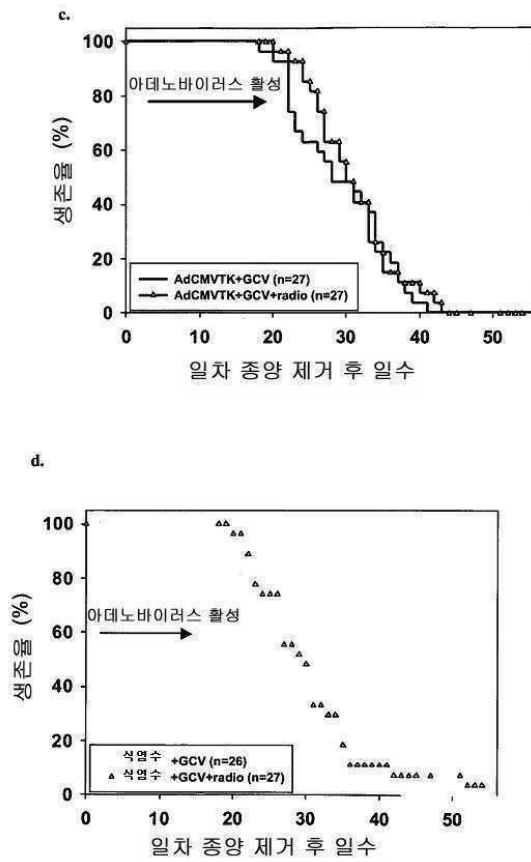 c.
100
80
60
40
20
0
생존율 (%)
아데노바이러스 활성
AdCMVTK+GCV (n=27)
AdCMVTK+GCV+radio (n=27)
0 10 20 30 40 50
일차 종양 제거 후 일수
d.
100
80
60
40
20
0
생존율 (%)
아데노바이러스 활성
식염수 +GCV (n=26)
식염수 +GCV+radio (n=27)
0 10 20 30 40 50
일차 종양 제거 후 일수